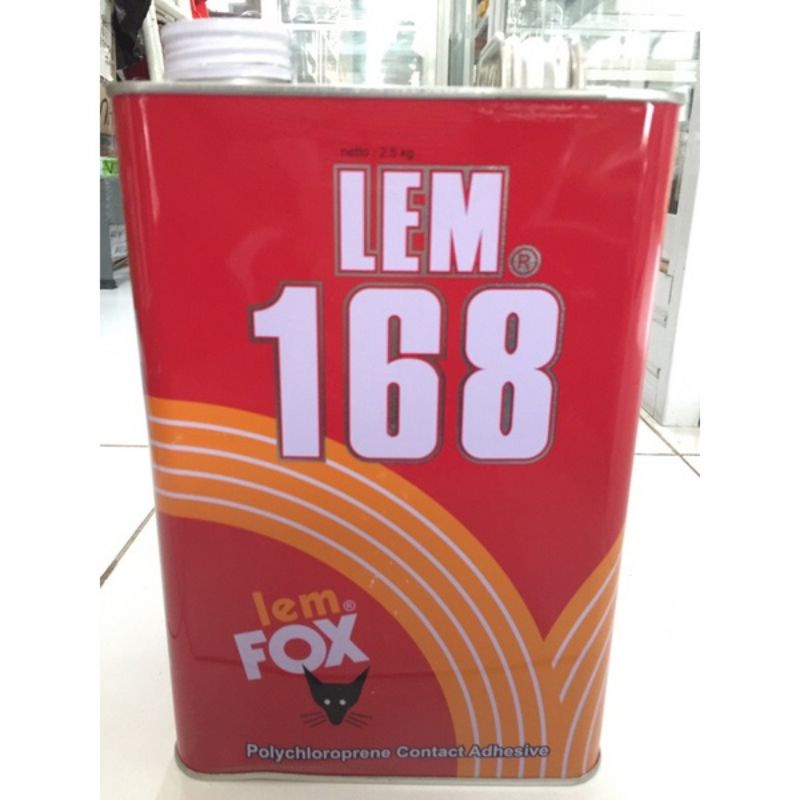 netto : 2.5 kg
LEM®
168
lem®
FOX
Polychloroprene Contact Adhesive